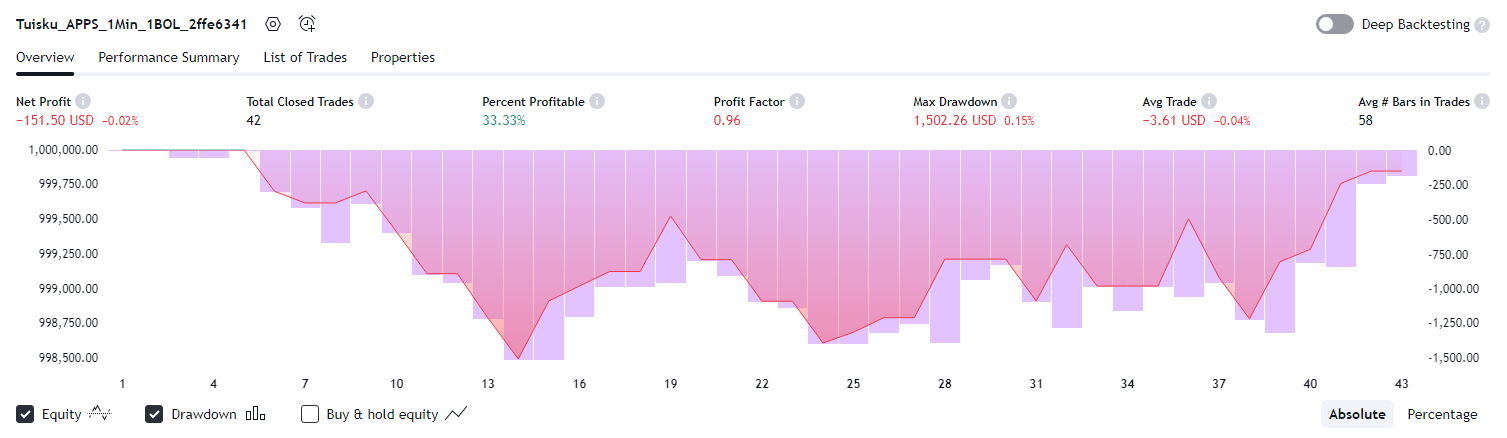 Tuisku_APPS_1Min_1BOL_2ffe6341
Deep Backtesting ?
Overview Performance Summary List of Trades Properties
Net Profit Total Closed Trades Percent Profitable Profit Factor Max Drawdown Avg Trade Avg # Bars in Trades
−151.50 USD −0.02% 42 33.33% 0.96 1,502.26 USD 0.15% −3.61 USD −0.04% 58
1,000,000.00 0.00
999,750.00 -250.00
999,500.00 -500.00
999,250.00 -750.00
999,000.00 -1,000.00
998,750.00 -1,250.00
998,500.00 -1,500.00
1 4 7 10 13 16 19 22 25 28 31 34 37 40 43
Equity Drawdown Buy & hold equity Absolute Percentage